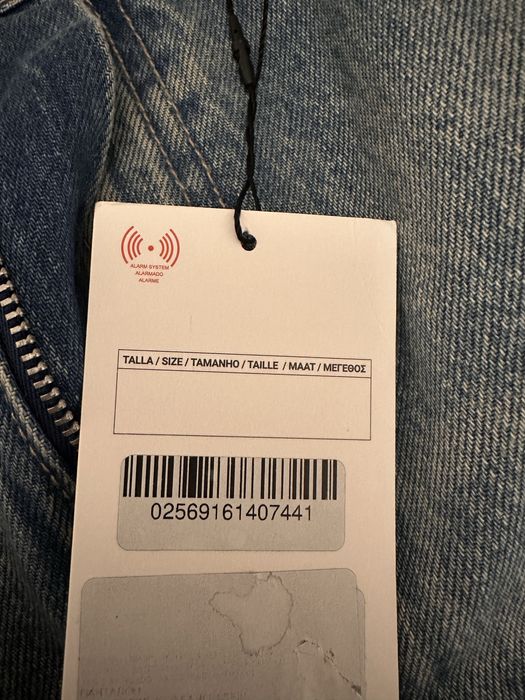 ALARM SYSTEM
ALARMADO
ALARME
TALLA / SIZE / TAMANHO / TAILLE / MAAT / ΜΕΓΕΘΟΣ
02569161407441